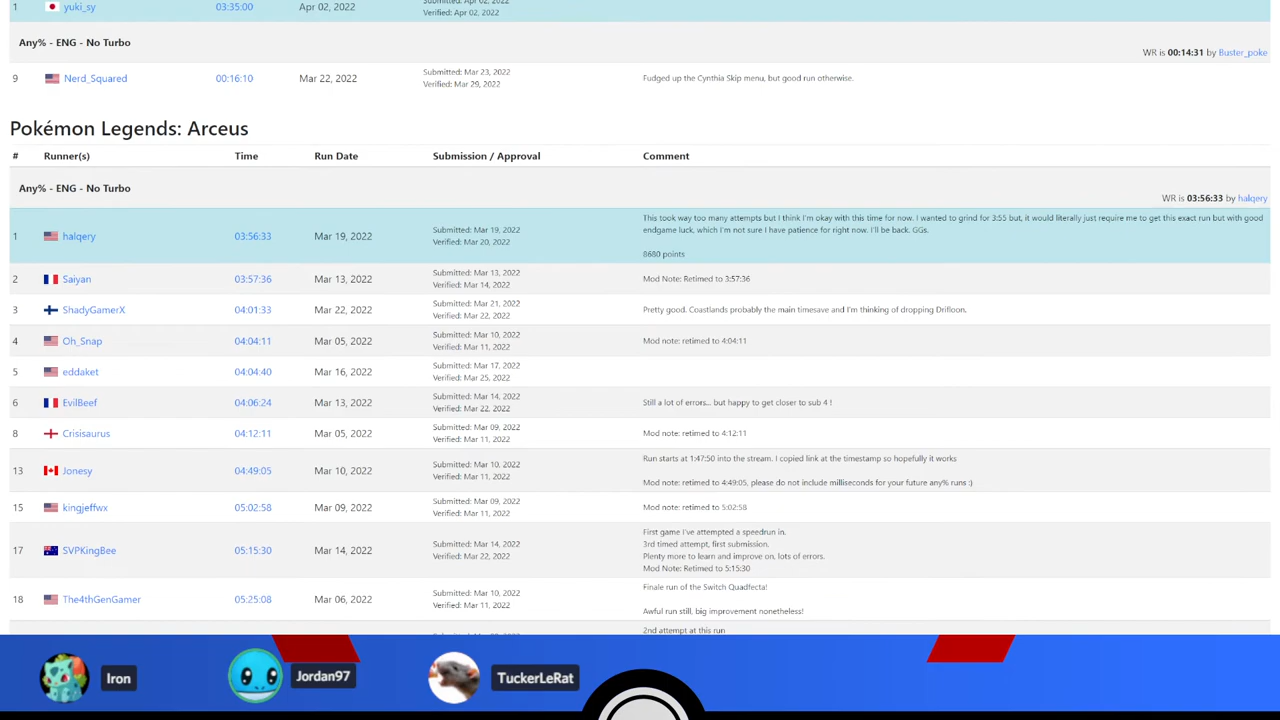 1 yuki_sy 03:35:00 Apr 02, 2022 Submitted: Apr 02, 2022
Verified: Apr 02, 2022
Any% - ENG - No Turbo
WR is 00:14:31 by Buster_poke
9 Nerd_Squared 00:16:10 Mar 22, 2022 Submitted: Mar 23, 2022 Fudged up the Cynthia Skip menu, but good run otherwise.
Verified: Mar 29, 2022
Pokémon Legends: Arceus
# Runner(s) Time Run Date Submission / Approval Comment
Any% - ENG - No Turbo
WR is 03:56:33 by halqery
This took way too many attempts but I think I'm okay with this time for now. I wanted to grind for 3:55 but, it would literally just require me to get this exact run but with good
1 halqery 03:56:33 Mar 19, 2022 Submitted: Mar 19, 2022 endgame luck, which I'm not sure I have patience for right now. I'll be back. GGs.
Verified: Mar 20, 2022
8680 points
2 Saiyan 03:57:36 Mar 13, 2022 Submitted: Mar 13, 2022 Mod Note: Retimed to 3:57:36
Verified: Mar 14, 2022
3 ShadyGamerX 04:01:33 Mar 22, 2022 Submitted: Mar 21, 2022 Pretty good. Coastlands probably the main timesave and I'm thinking of dropping Drifloon.
Verified: Mar 22, 2022
4 Oh_Snap 04:04:11 Mar 05, 2022 Submitted: Mar 10, 2022 Mod note: retimed to 4:04:11
Verified: Mar 11, 2022
5 eddaket 04:04:40 Mar 16, 2022 Submitted: Mar 17, 2022
Verified: Mar 25, 2022
6 EvilBeef 04:06:24 Mar 13, 2022 Submitted: Mar 14, 2022 Still a lot of errors... but happy to get closer to sub 4 !
Verified: Mar 22, 2022
8 Crisisaurus 04:12:11 Mar 05, 2022 Submitted: Mar 09, 2022 Mod note: retimed to 4:12:11
Verified: Mar 11, 2022
Run starts at 1:47:50 into the stream. I copied link at the timestamp so hopefully it works
13 Jonesy 04:49:05 Mar 10, 2022 Submitted: Mar 10, 2022
Verified: Mar 11, 2022
Mod note: retimed to 4:49:05, please do not include milliseconds for your future any% runs :)
15 kingjeffwx 05:02:58 Mar 09, 2022 Submitted: Mar 09, 2022 Mod note: retimed to 5:02:58
Verified: Mar 11, 2022
First game I've attempted a speedrun in.
3rd timed attempt, first submission.
17 SVPKingBee 05:15:30 Mar 14, 2022 Submitted: Mar 14, 2022 Plenty more to learn and improve on, lots of errors.
Verified: Mar 22, 2022
Mod Note: Retimed to 5:15:30
Finale run of the Switch Quadfecta!
18 The4thGenGamer 05:25:08 Mar 06, 2022 Submitted: Mar 10, 2022
Verified: Mar 11, 2022
Awful run still, big improvement nonetheless!
2nd attempt at this run
Iron Jordan97 TuckerLeRat